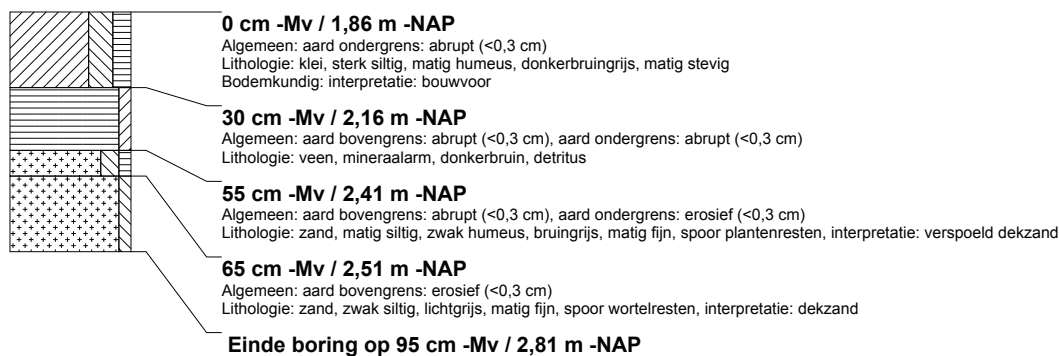 0 cm -Mv / 1,86 m -NAP
Algemeen: aard ondergrens: abrupt (<0,3 cm)
Lithologie: klei, sterk siltig, matig humeus, donkerbruingrijs, matig stevig
Bodemkundig: interpretatie: bouwvoor
30 cm -Mv / 2,16 m -NAP
Algemeen: aard bovengrens: abrupt (<0,3 cm), aard ondergrens: abrupt (<0,3 cm)
Lithologie: veen, mineraalarm, donkerbruin, detritus
55 cm -Mv / 2,41 m -NAP
Algemeen: aard bovengrens: abrupt (<0,3 cm), aard ondergrens: erosief (<0,3 cm)
Lithologie: zand, matig siltig, zwak humeus, bruingrijs, matig fijn, spoor plantenresten, interpretatie: verspoeld dekzand
65 cm -Mv / 2,51 m -NAP
Algemeen: aard bovengrens: erosief (<0,3 cm)
Lithologie: zand, zwak siltig, lichtgrijs, matig fijn, spoor wortelresten, interpretatie: dekzand
Einde boring op 95 cm -Mv / 2,81 m -NAP